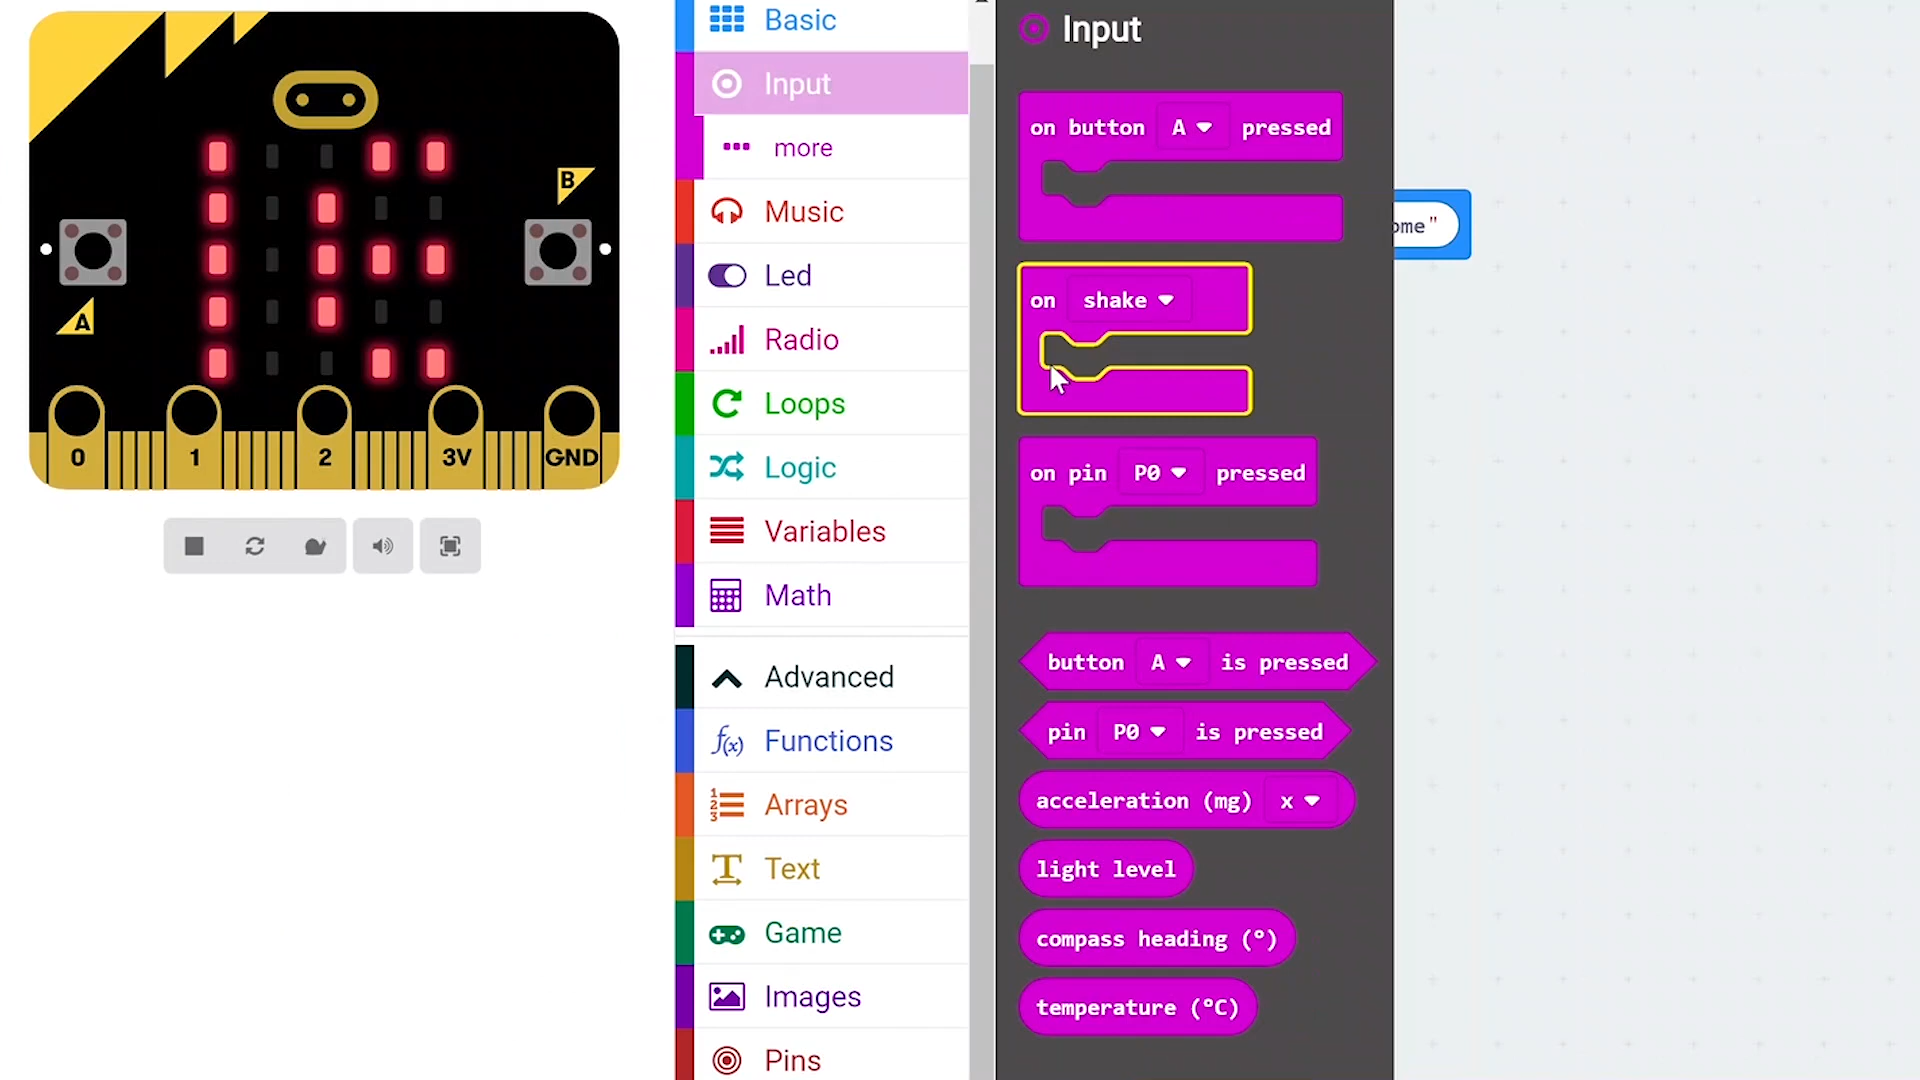 B
A
0
1
2
3V
GND
Basic
Input
more
Music
Led
Radio
Loops
Logic
Variables
Math
Advanced
f(x) Functions
Arrays
Text
Game
Images
Pins
Input
on button A pressed
on shake
on pin P0 pressed
button A is pressed
pin P0 is pressed
acceleration (mg) x
light level
compass heading (°)
temperature (°C)
ome"